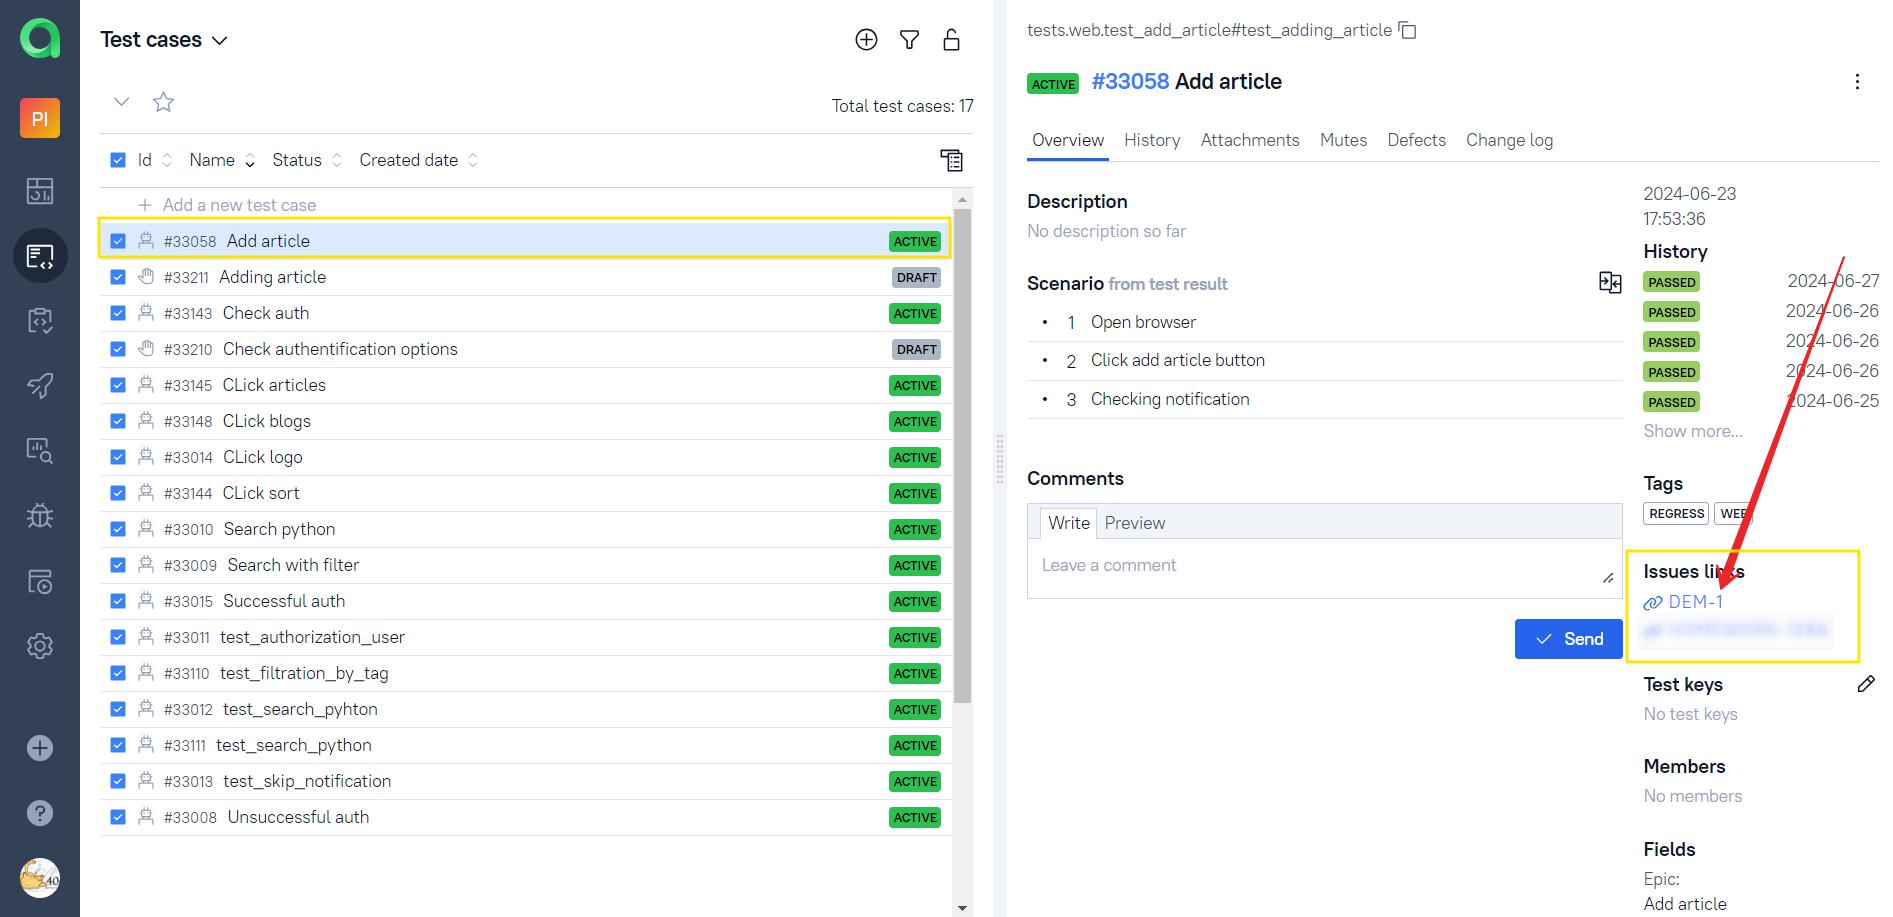 Test cases
PI
Total test cases: 17
Id Name Status Created date
Add a new test case
#33058 Add article ACTIVE
#33211 Adding article DRAFT
#33143 Check auth ACTIVE
#33210 Check authentification options DRAFT
#33145 CLick articles ACTIVE
#33148 CLick blogs ACTIVE
#33014 CLick logo ACTIVE
#33144 CLick sort ACTIVE
#33010 Search python ACTIVE
#33009 Search with filter ACTIVE
#33015 Successful auth ACTIVE
#33011 test_authorization_user ACTIVE
#33110 test_filtration_by_tag ACTIVE
#33012 test_search_pyhton ACTIVE
#33111 test_search_python ACTIVE
#33013 test_skip_notification ACTIVE
#33008 Unsuccessful auth ACTIVE
40
tests.web.test_add_article#test_adding_article
ACTIVE #33058 Add article
Overview History Attachments Mutes Defects Change log
Description
No description so far
Scenario from test result
1 Open browser
2 Click add article button
3 Checking notification
Comments
Write Preview
Leave a comment
Send
2024-06-23
17:53:36
History
PASSED 2024-06-27
PASSED 2024-06-26
PASSED 2024-06-26
PASSED 2024-06-26
PASSED 2024-06-25
Show more...
Tags
REGRESS WEB
Issues links
DEM-1
Test keys
No test keys
Members
No members
Fields
Epic:
Add article